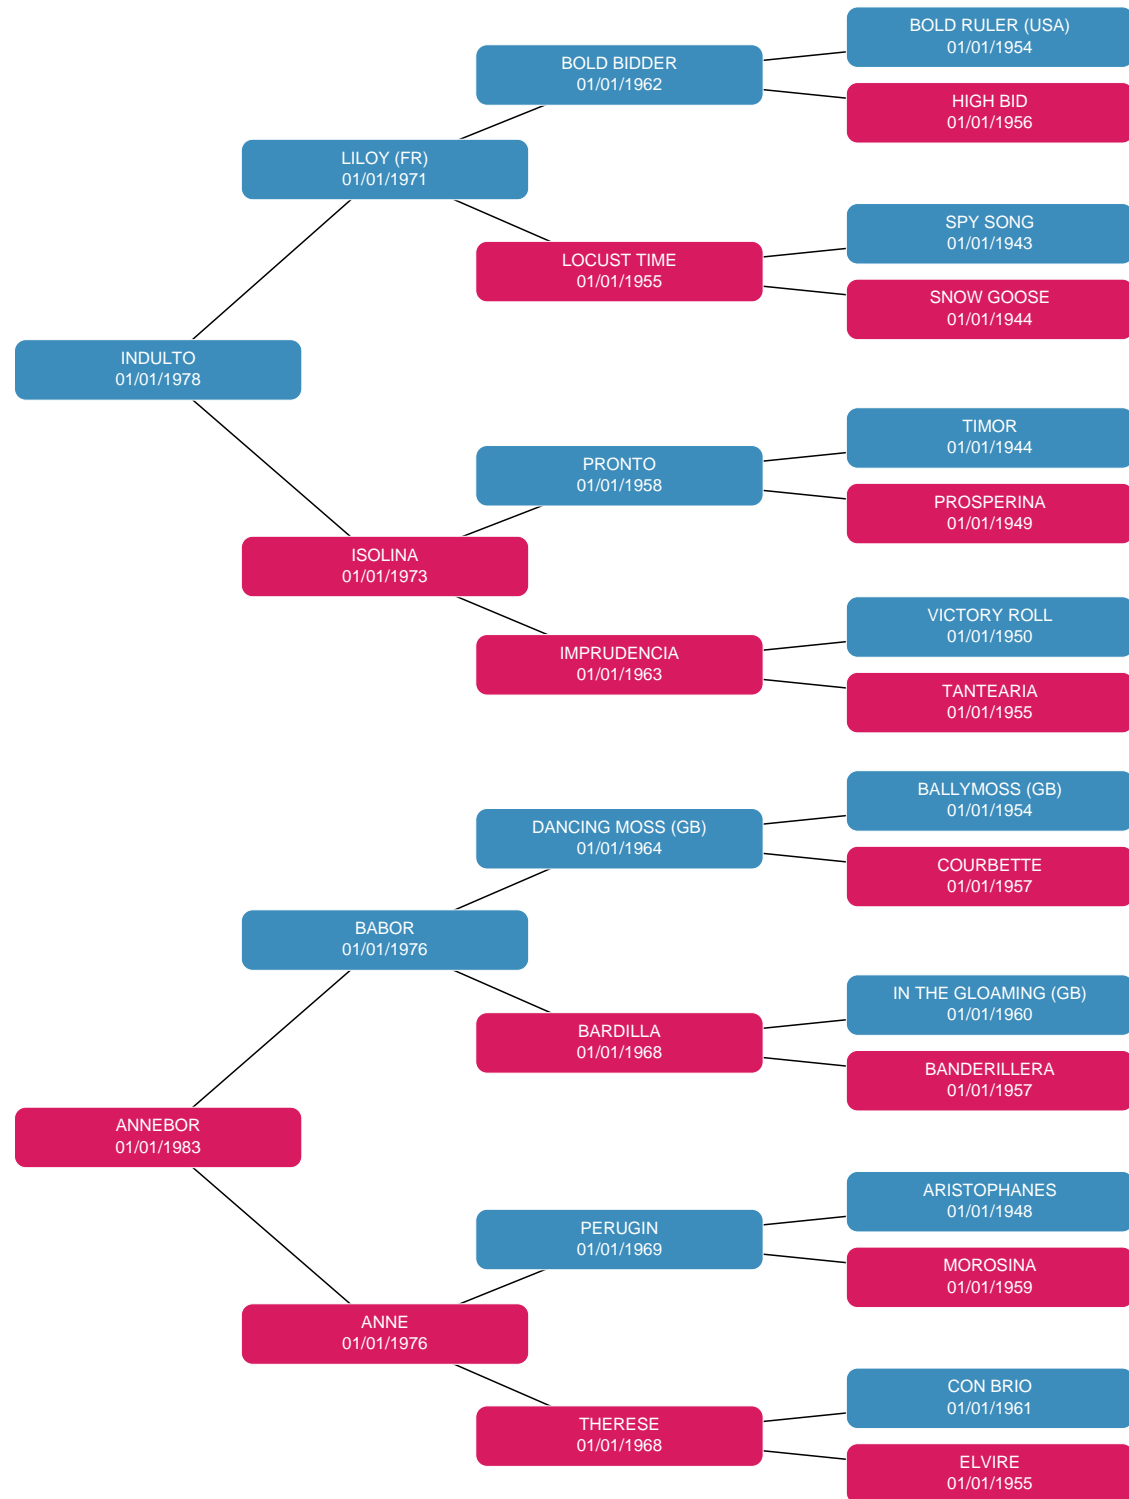 BOLD RULER (USA)
01/01/1954
BOLD BIDDER
01/01/1962
HIGH BID
01/01/1956
LILOY (FR)
01/01/1971
SPY SONG
01/01/1943
LOCUST TIME
01/01/1955
SNOW GOOSE
01/01/1944
INDULTO
01/01/1978
TIMOR
01/01/1944
PRONTO
01/01/1958
PROSPERINA
01/01/1949
ISOLINA
01/01/1973
VICTORY ROLL
01/01/1950
IMPRUDENCIA
01/01/1963
TANTEARIA
01/01/1955
BALLYMOSS (GB)
01/01/1954
DANCING MOSS (GB)
01/01/1964
COURBETTE
01/01/1957
BABOR
01/01/1976
IN THE GLOAMING (GB)
01/01/1960
BARDILLA
01/01/1968
BANDERILLERA
01/01/1957
ANNEBOR
01/01/1983
ARISTOPHANES
01/01/1948
PERUGIN
01/01/1969
MOROSINA
01/01/1959
ANNE
01/01/1976
CON BRIO
01/01/1961
THERESE
01/01/1968
ELVIRE
01/01/1955